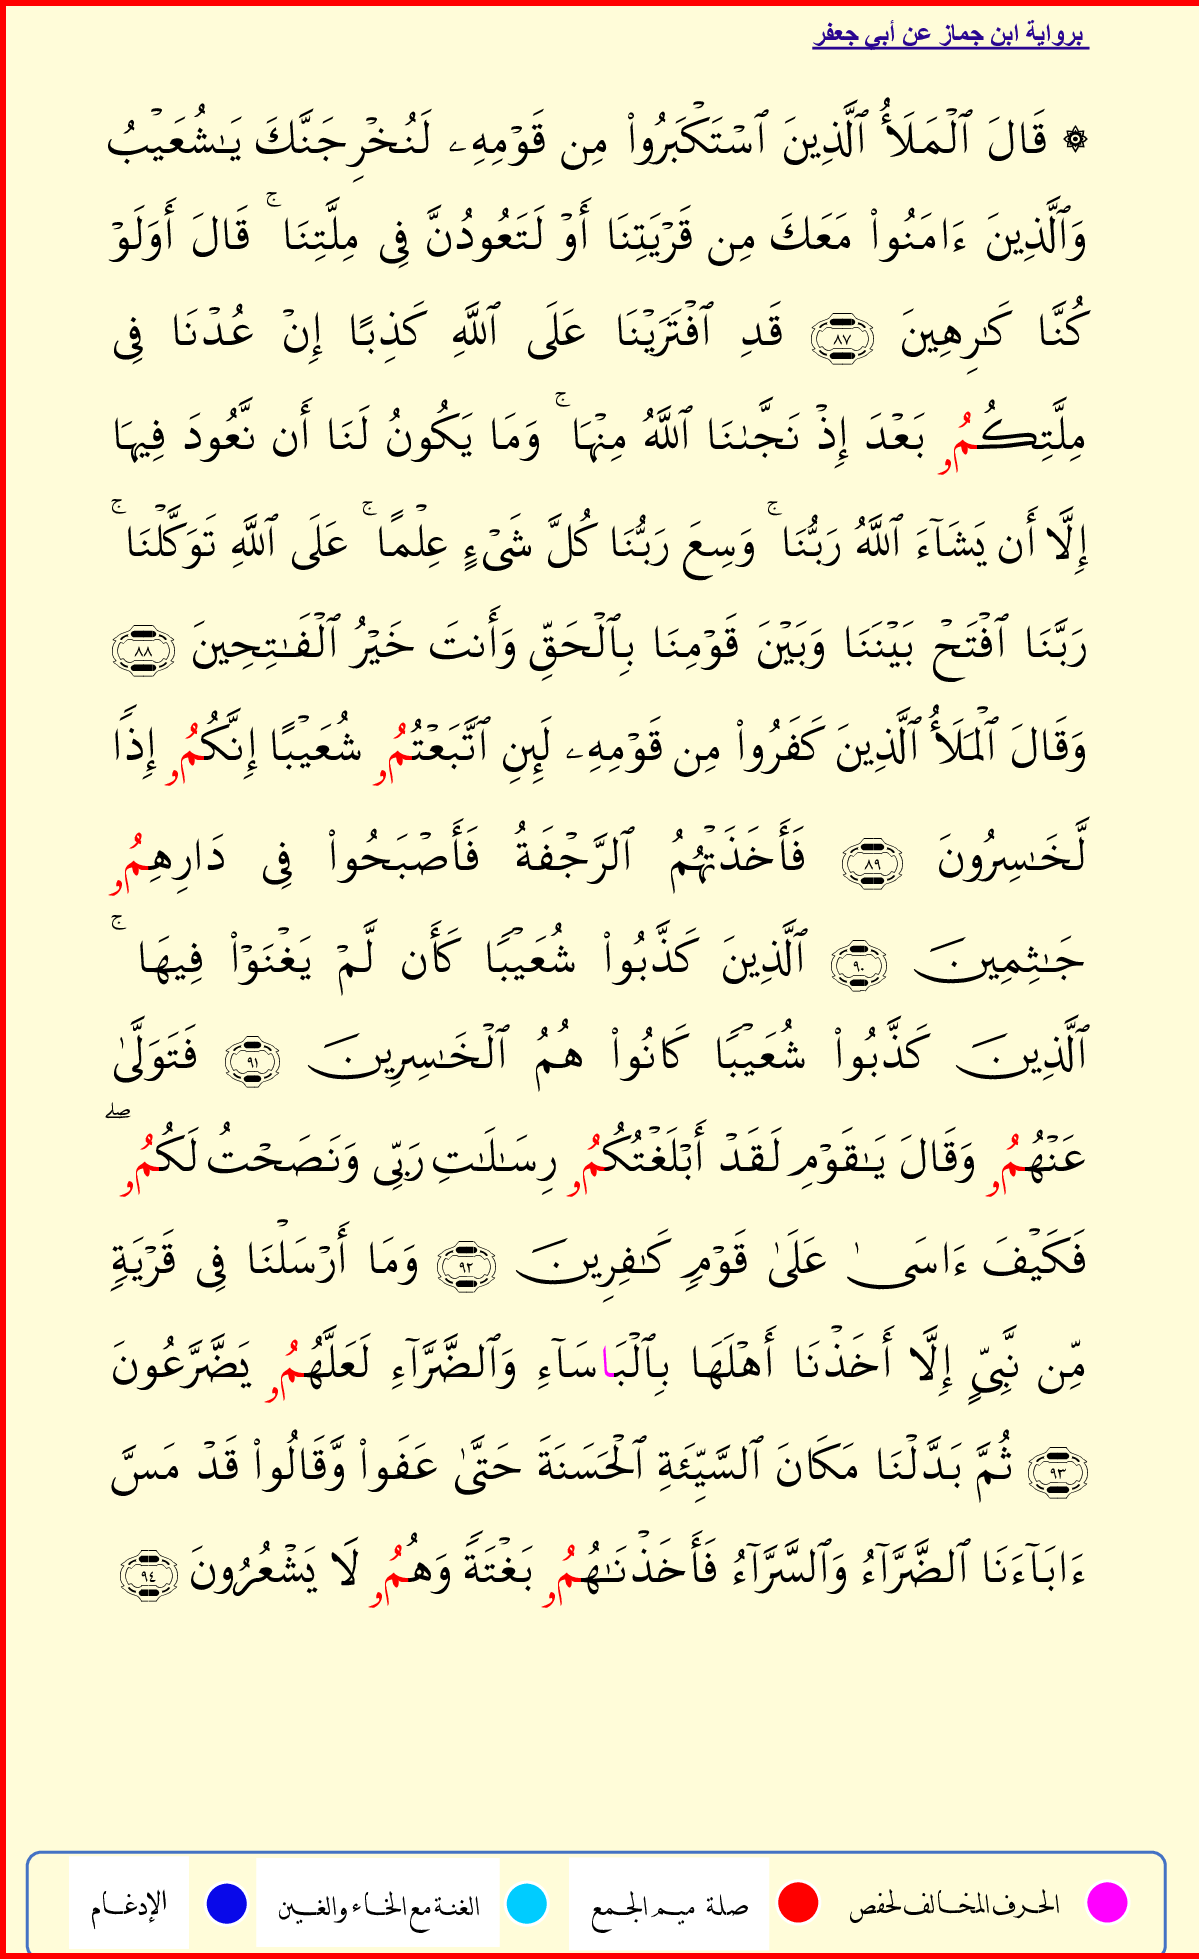 برواية ابن جماز عن أبي جعفر
۞ قَالَ ٱلۡمَلَأُ ٱلَّذِينَ ٱسۡتَكۡبَرُواْ مِن قَوۡمِهِۦ لَنُخۡرِجَنَّكَ يَٰشُعَيۡبُ
وَٱلَّذِينَ ءَامَنُواْ مَعَكَ مِن قَرۡيَتِنَا أَوۡ لَتَعُودُنَّ فِى مِلَّتِنَاۚ قَالَ أَوَلَوۡ
كُنَّا كَٰرِهِينَ ٨٧ قَدِ ٱفۡتَرَيۡنَا عَلَى ٱللَّهِ كَذِبًا إِنۡ عُدۡنَا فِى
مِلَّتِكُمُۥ بَعۡدَ إِذۡ نَجَّىٰنَا ٱللَّهُ مِنۡهَاۚ وَمَا يَكُونُ لَنَا أَن نَّعُودَ فِيهَا
إِلَّا أَن يَشَآءَ ٱللَّهُ رَبُّنَاۚ وَسِعَ رَبُّنَا كُلَّ شَىۡءٍ عِلۡمًاۚ عَلَى ٱللَّهِ تَوَكَّلۡنَاۚ
رَبَّنَا ٱفۡتَحۡ بَيۡنَنَا وَبَيۡنَ قَوۡمِنَا بِٱلۡحَقِّ وَأَنتَ خَيۡرُ ٱلۡفَٰتِحِينَ ٨٨
وَقَالَ ٱلۡمَلَأُ ٱلَّذِينَ كَفَرُواْ مِن قَوۡمِهِۦ لَئِنِ ٱتَّبَعۡتُمُۥ شُعَيۡبًا إِنَّكُمُۥ إِذًا
لَّخَٰسِرُونَ ٨٩ فَأَخَذَتۡهُمُ ٱلرَّجۡفَةُ فَأَصۡبَحُواْ فِى دَارِهِمُۥ
جَٰثِمِينَ ٩٠ ٱلَّذِينَ كَذَّبُواْ شُعَيۡبًا كَأَن لَّمۡ يَغۡنَوۡاْ فِيهَاۚ
ٱلَّذِينَ كَذَّبُواْ شُعَيۡبًا كَانُواْ هُمُ ٱلۡخَٰسِرِينَ ٩١ فَتَوَلَّىٰ
عَنۡهُمُۥ وَقَالَ يَٰقَوۡمِ لَقَدۡ أَبۡلَغۡتُكُمُۥ رِسَٰلَٰتِ رَبِّى وَنَصَحۡتُ لَكُمُۥۖ
فَكَيۡفَ ءَاسَىٰ عَلَىٰ قَوۡمٍ كَٰفِرِينَ ٩٢ وَمَا أَرۡسَلۡنَا فِى قَرۡيَةٍ
مِّن نَّبِىٍّ إِلَّا أَخَذۡنَا أَهۡلَهَا بِٱلۡبَاسَآءِ وَٱلضَّرَّآءِ لَعَلَّهُمُۥ يَضَّرَّعُونَ
٩٣ ثُمَّ بَدَّلۡنَا مَكَانَ ٱلسَّيِّئَةِ ٱلۡحَسَنَةَ حَتَّىٰ عَفَواْ وَّقَالُواْ قَدۡ مَسَّ
ءَابَآءَنَا ٱلضَّرَّآءُ وَٱلسَّرَّآءُ فَأَخَذۡنَٰهُمُۥ بَغۡتَةً وَهُمُۥ لَا يَشۡعُرُونَ ٩٤
الحرف المخالف لحفص صلة ميم الجمع الغنة مع الخاء والغين الإدغام